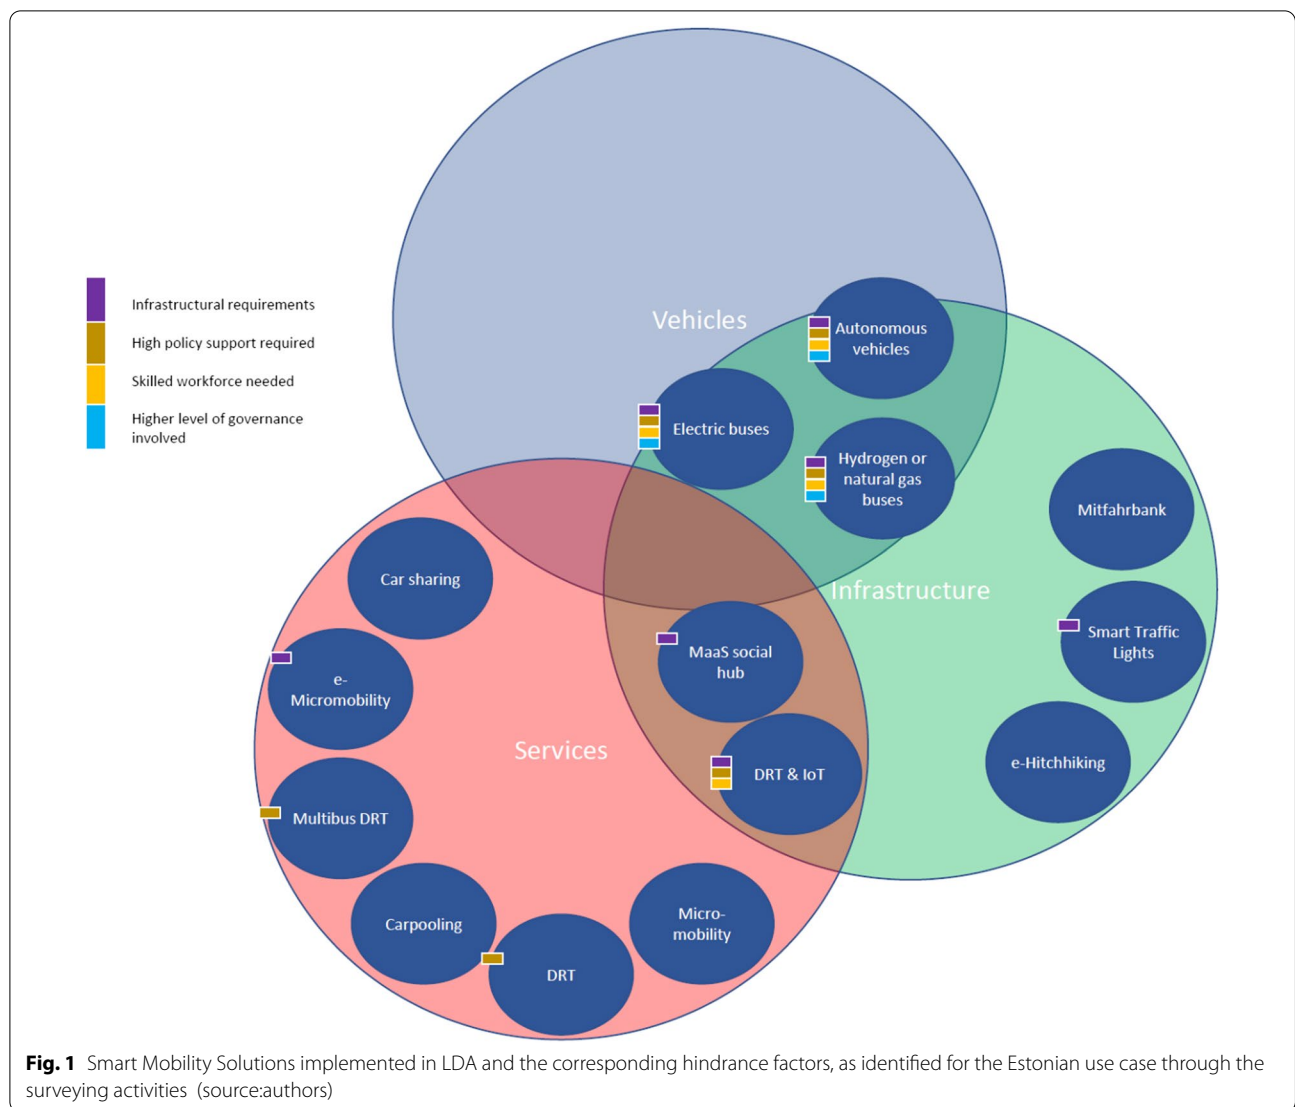 Vehicles
Infrastructural requirements
High policy support required
Skilled workforce needed
Higher level of governance
involved
Autonomous
vehicles
Electric buses
Hydrogen or
natural gas
buses
Mitfahrbank
Infrastructure
Car sharing
Smart Traffic
Lights
MaaS social
hub
e-
Micromobility
Services
e-Hitchhiking
DRT & IoT
Multibus DRT
Carpooling
Micro-
mobility
DRT
Fig. 1 Smart Mobility Solutions implemented in LDA and the corresponding hindrance factors, as identified for the Estonian use case through the
surveying activities (source:authors)